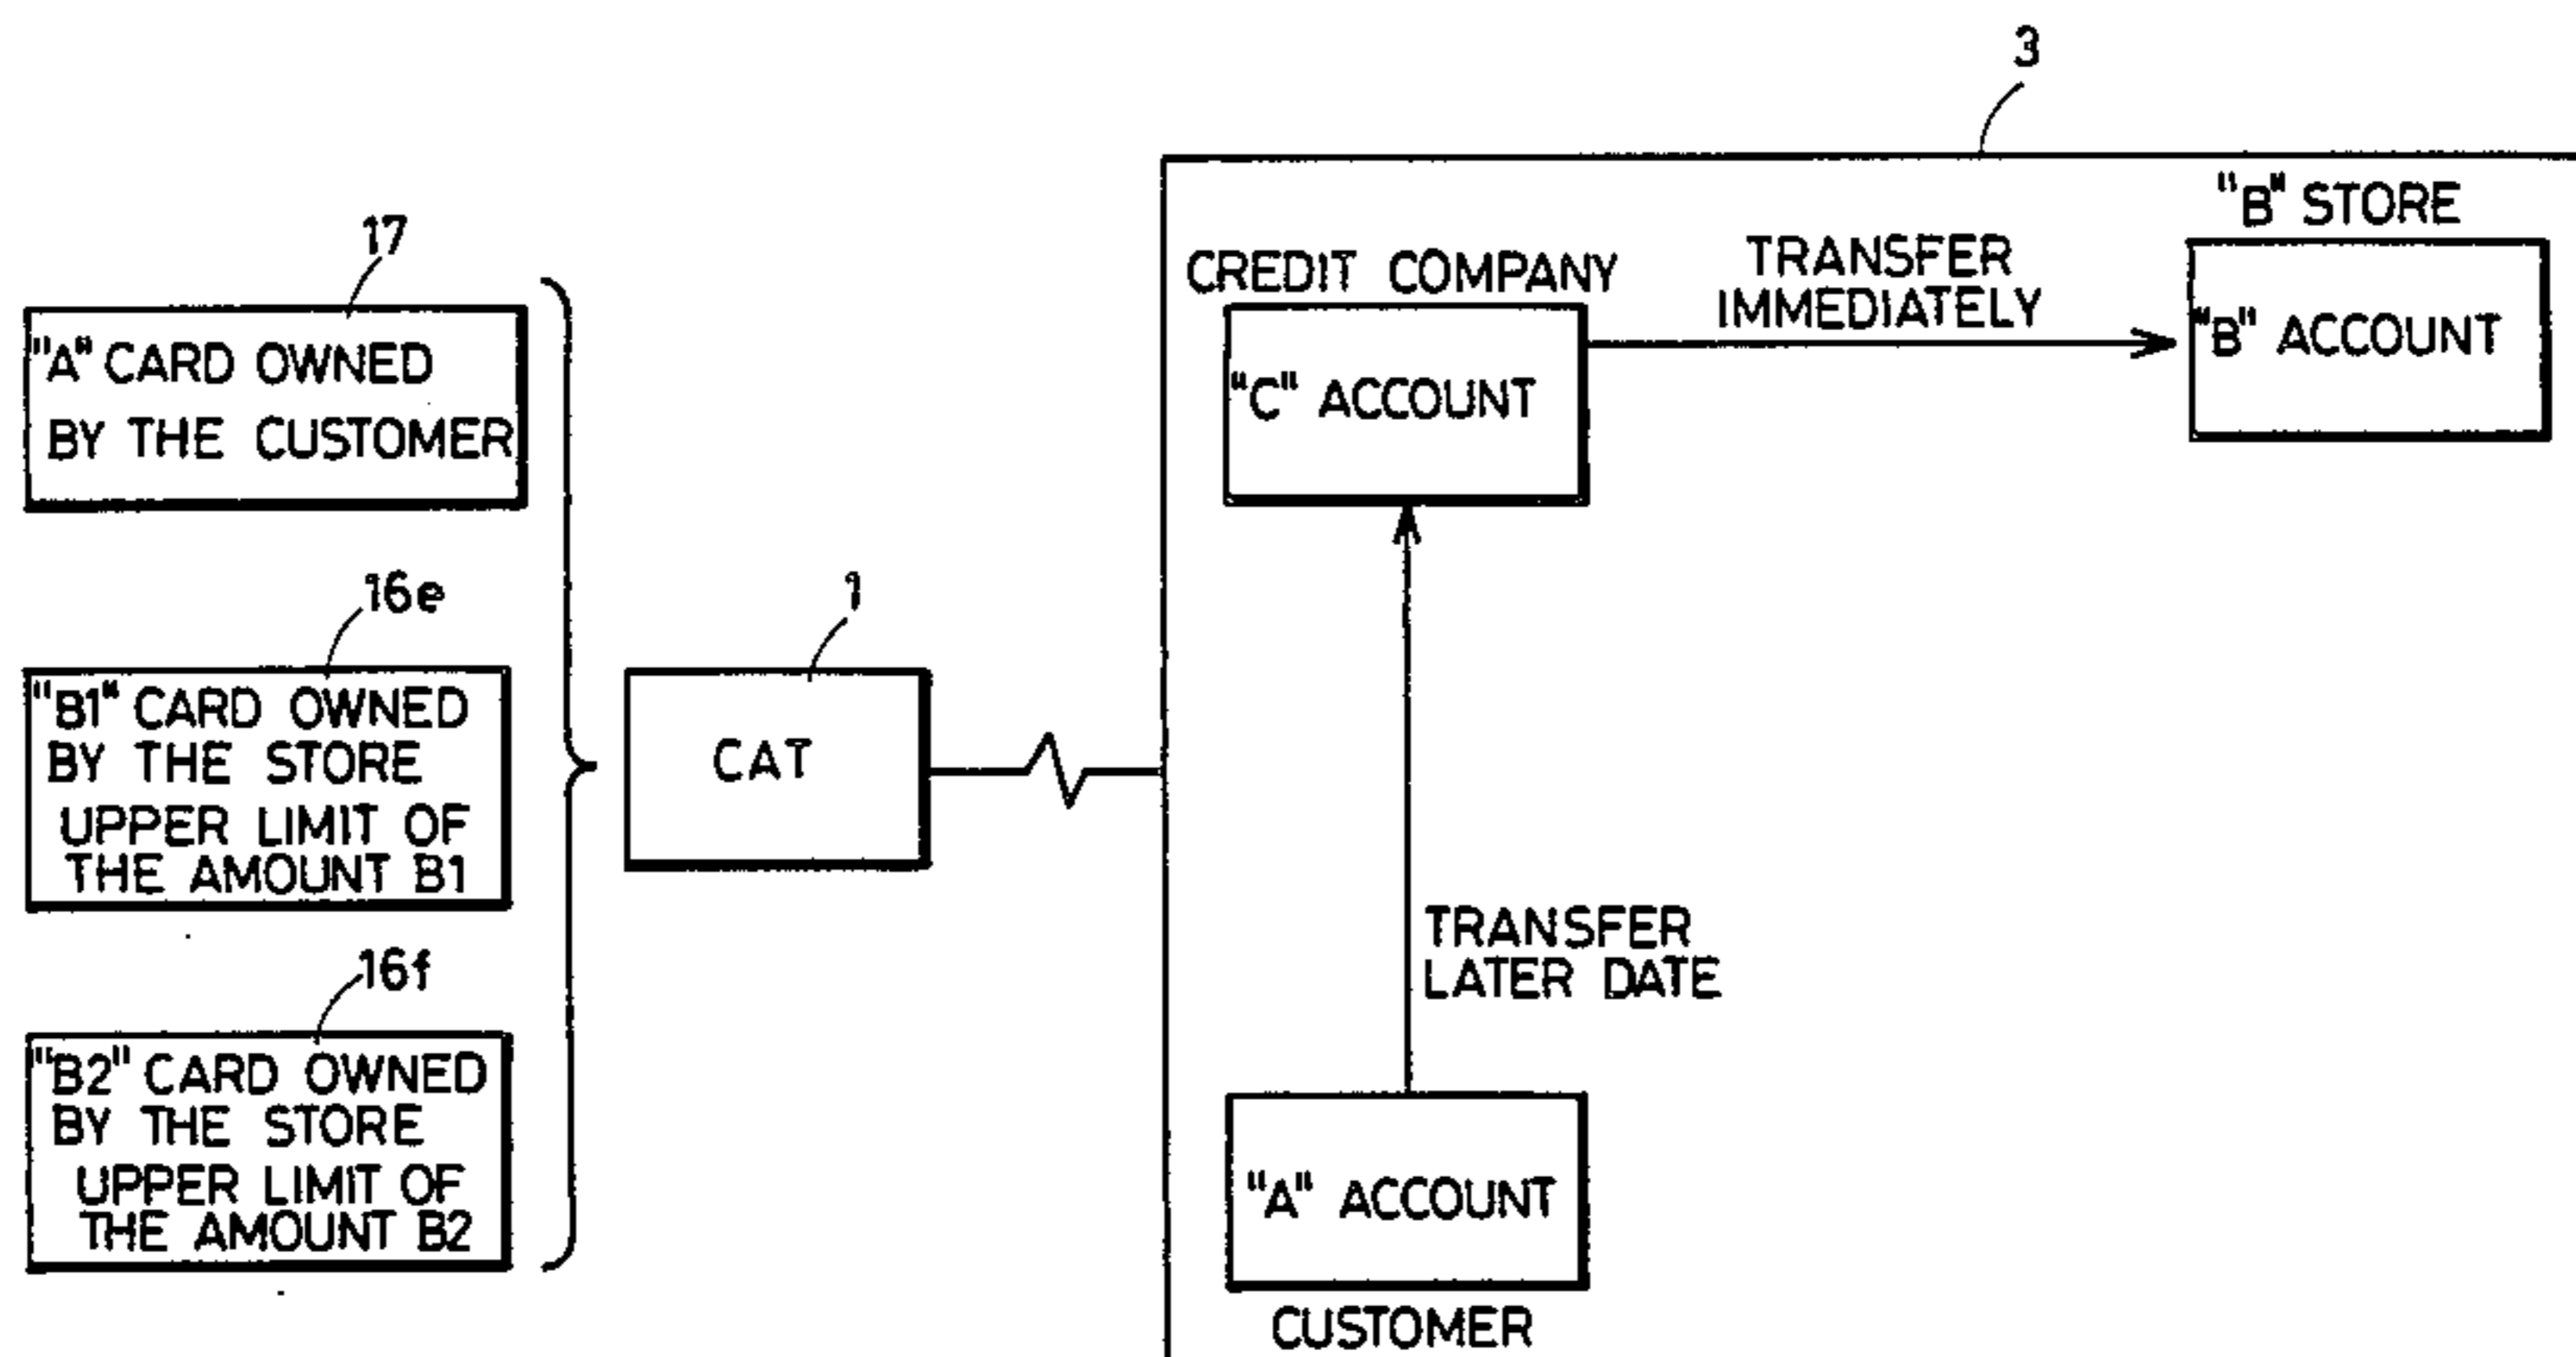 3
"B" STORE
CREDIT COMPANY
TRANSFER
IMMEDIATELY
"C" ACCOUNT
"B" ACCOUNT
17
"A" CARD OWNED
BY THE CUSTOMER
16e
"B1" CARD OWNED
BY THE STORE
UPPER LIMIT OF
THE AMOUNT B1
1
CAT
16f
"B2" CARD OWNED
BY THE STORE
UPPER LIMIT OF
THE AMOUNT B2
TRANSFER
LATER DATE
"A" ACCOUNT
CUSTOMER